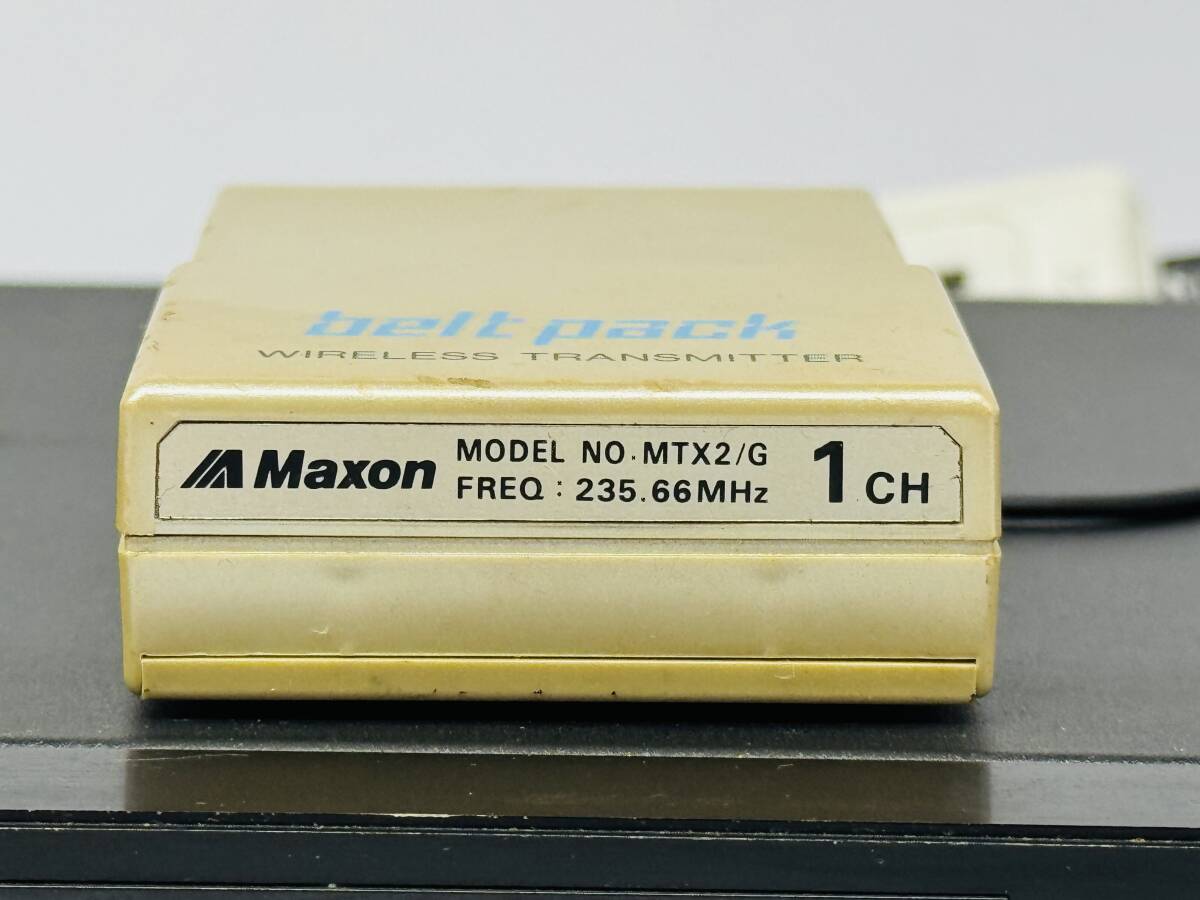 belt pack
WIRELESS TRANSMITTER
Maxon
MODEL NO. MTX2/G
FREQ : 235.66MHz
1 CH